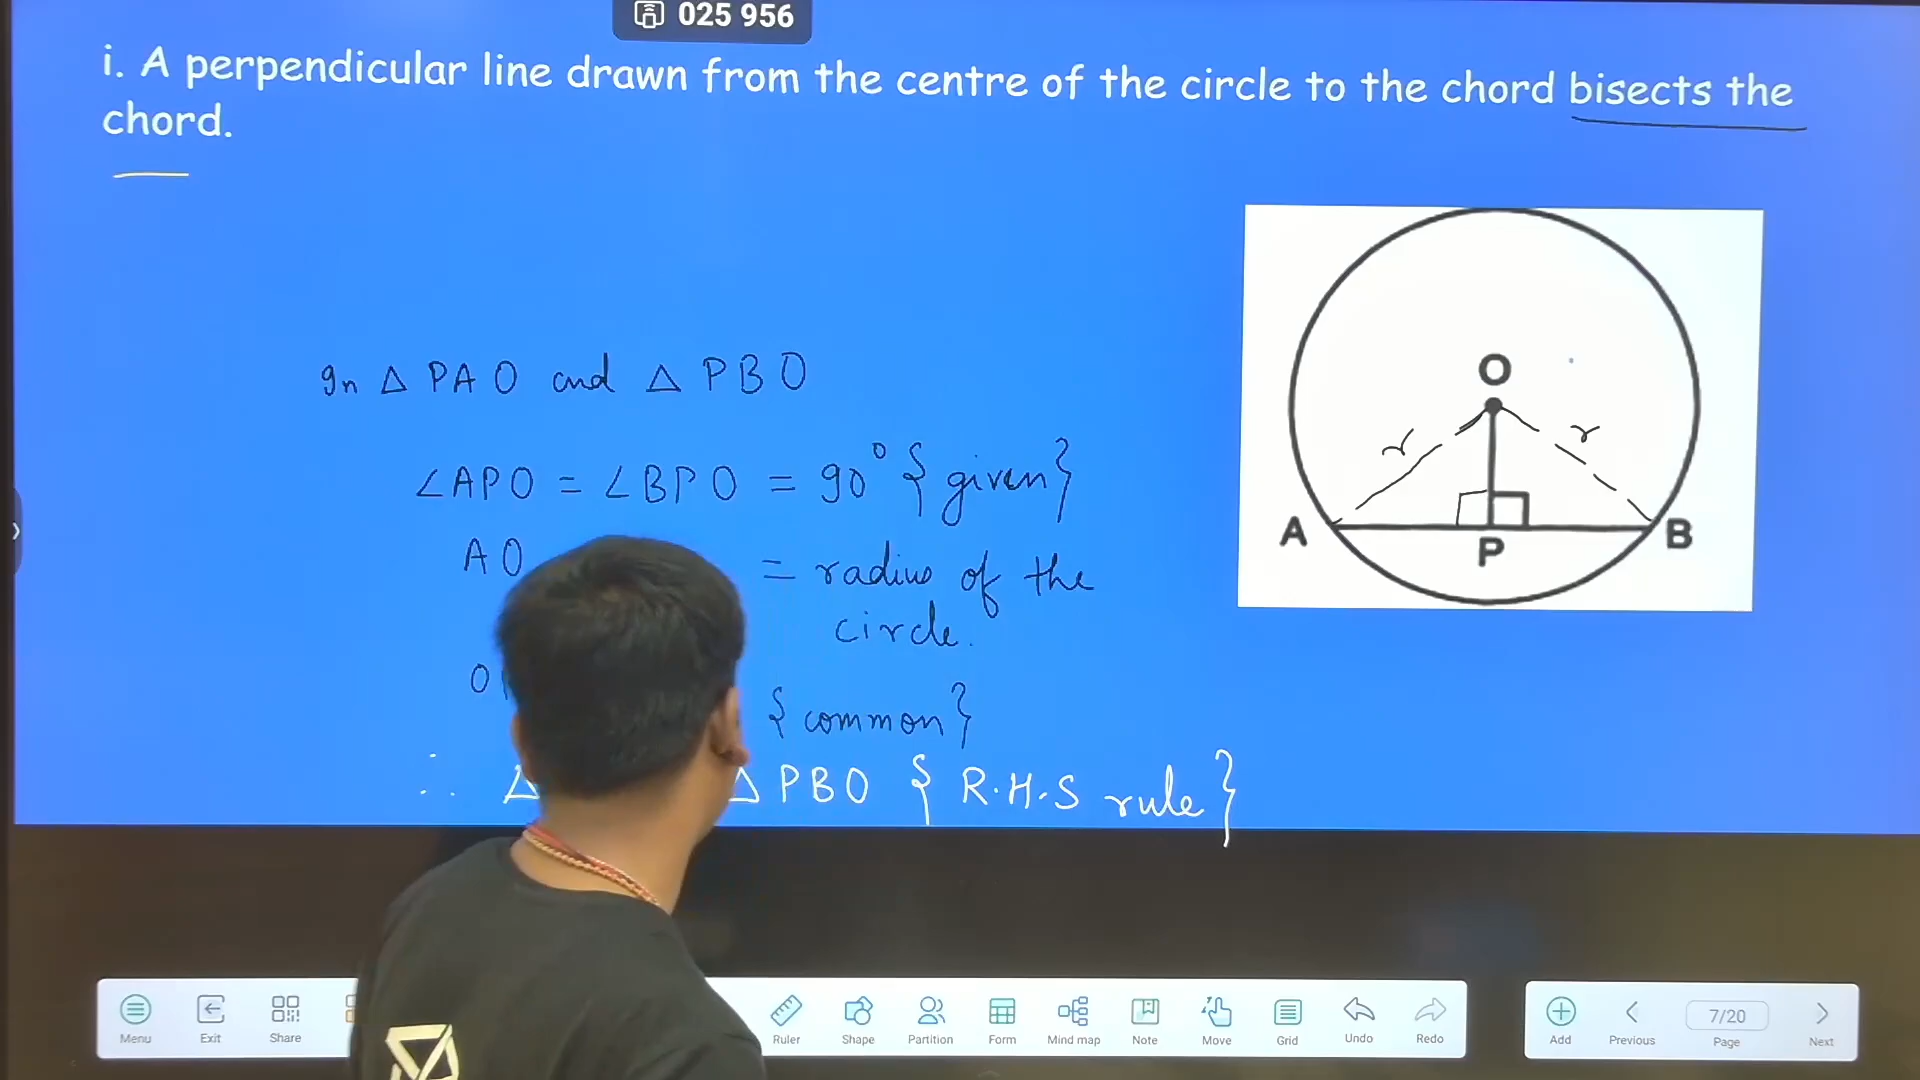 025 956
i. A perpendicular line drawn from the centre of the circle to the chord bisects the
chord.
In △ PAO and △ PBO
∠APO = ∠BPO = 90° {given}
AO = radius of the
circle.
O {common}
∴ △ △ PBO { R.H.S rule}
O
r r
A P B
Menu Exit Share Ruler Shape Partition Form Mind map Note Move Grid Undo Redo Add Previous 7/20 Page Next